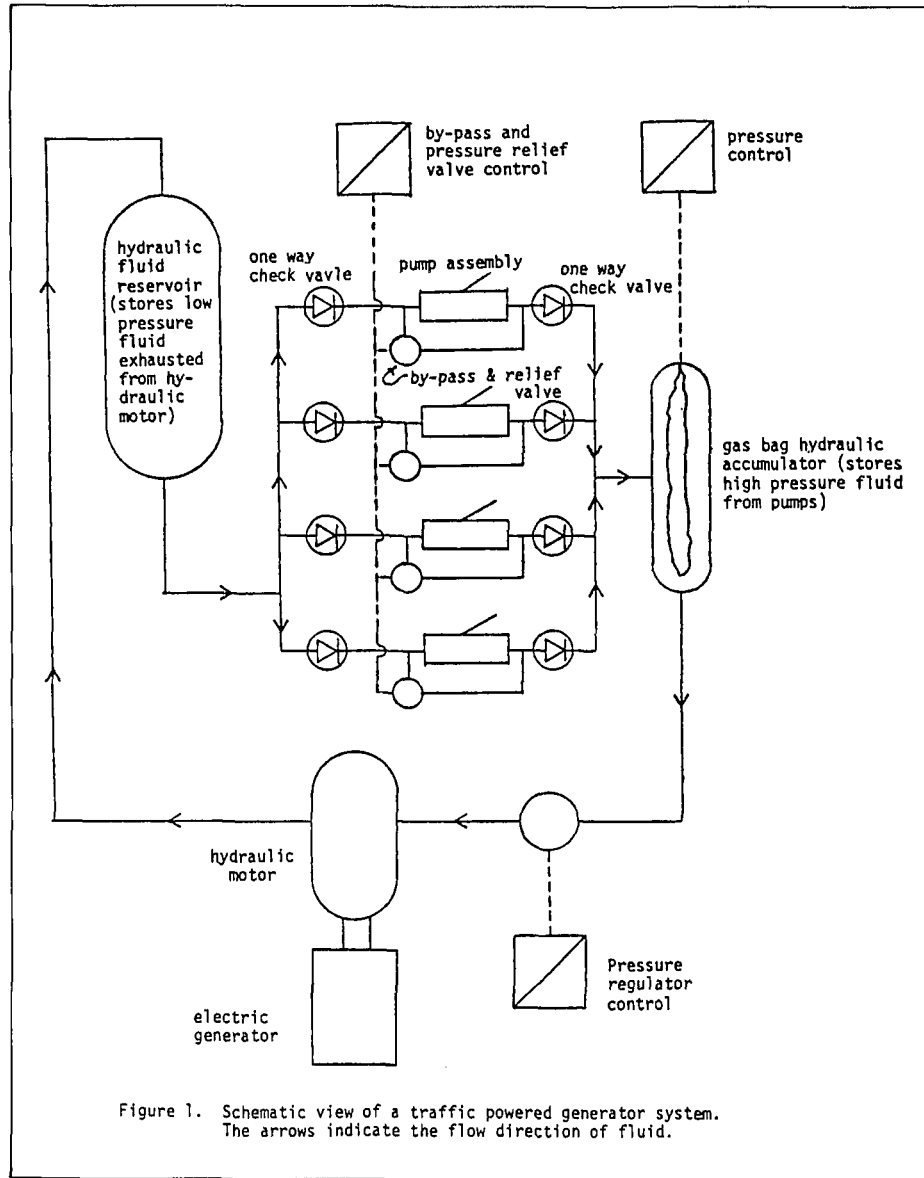 by-pass and
pressure relief
valve control
pressure
control
hydraulic
fluid
reservoir
(stores low
pressure
fluid
exhausted
from hy-
draulic
motor)
one way
check vavle
pump assembly
one way
check valve
by-pass & relief
valve
gas bag hydraulic
accumulator (stores
high pressure fluid
from pumps)
hydraulic
motor
Pressure
regulator
control
electric
generator
Figure 1. Schematic view of a traffic powered generator system.
The arrows indicate the flow direction of fluid.